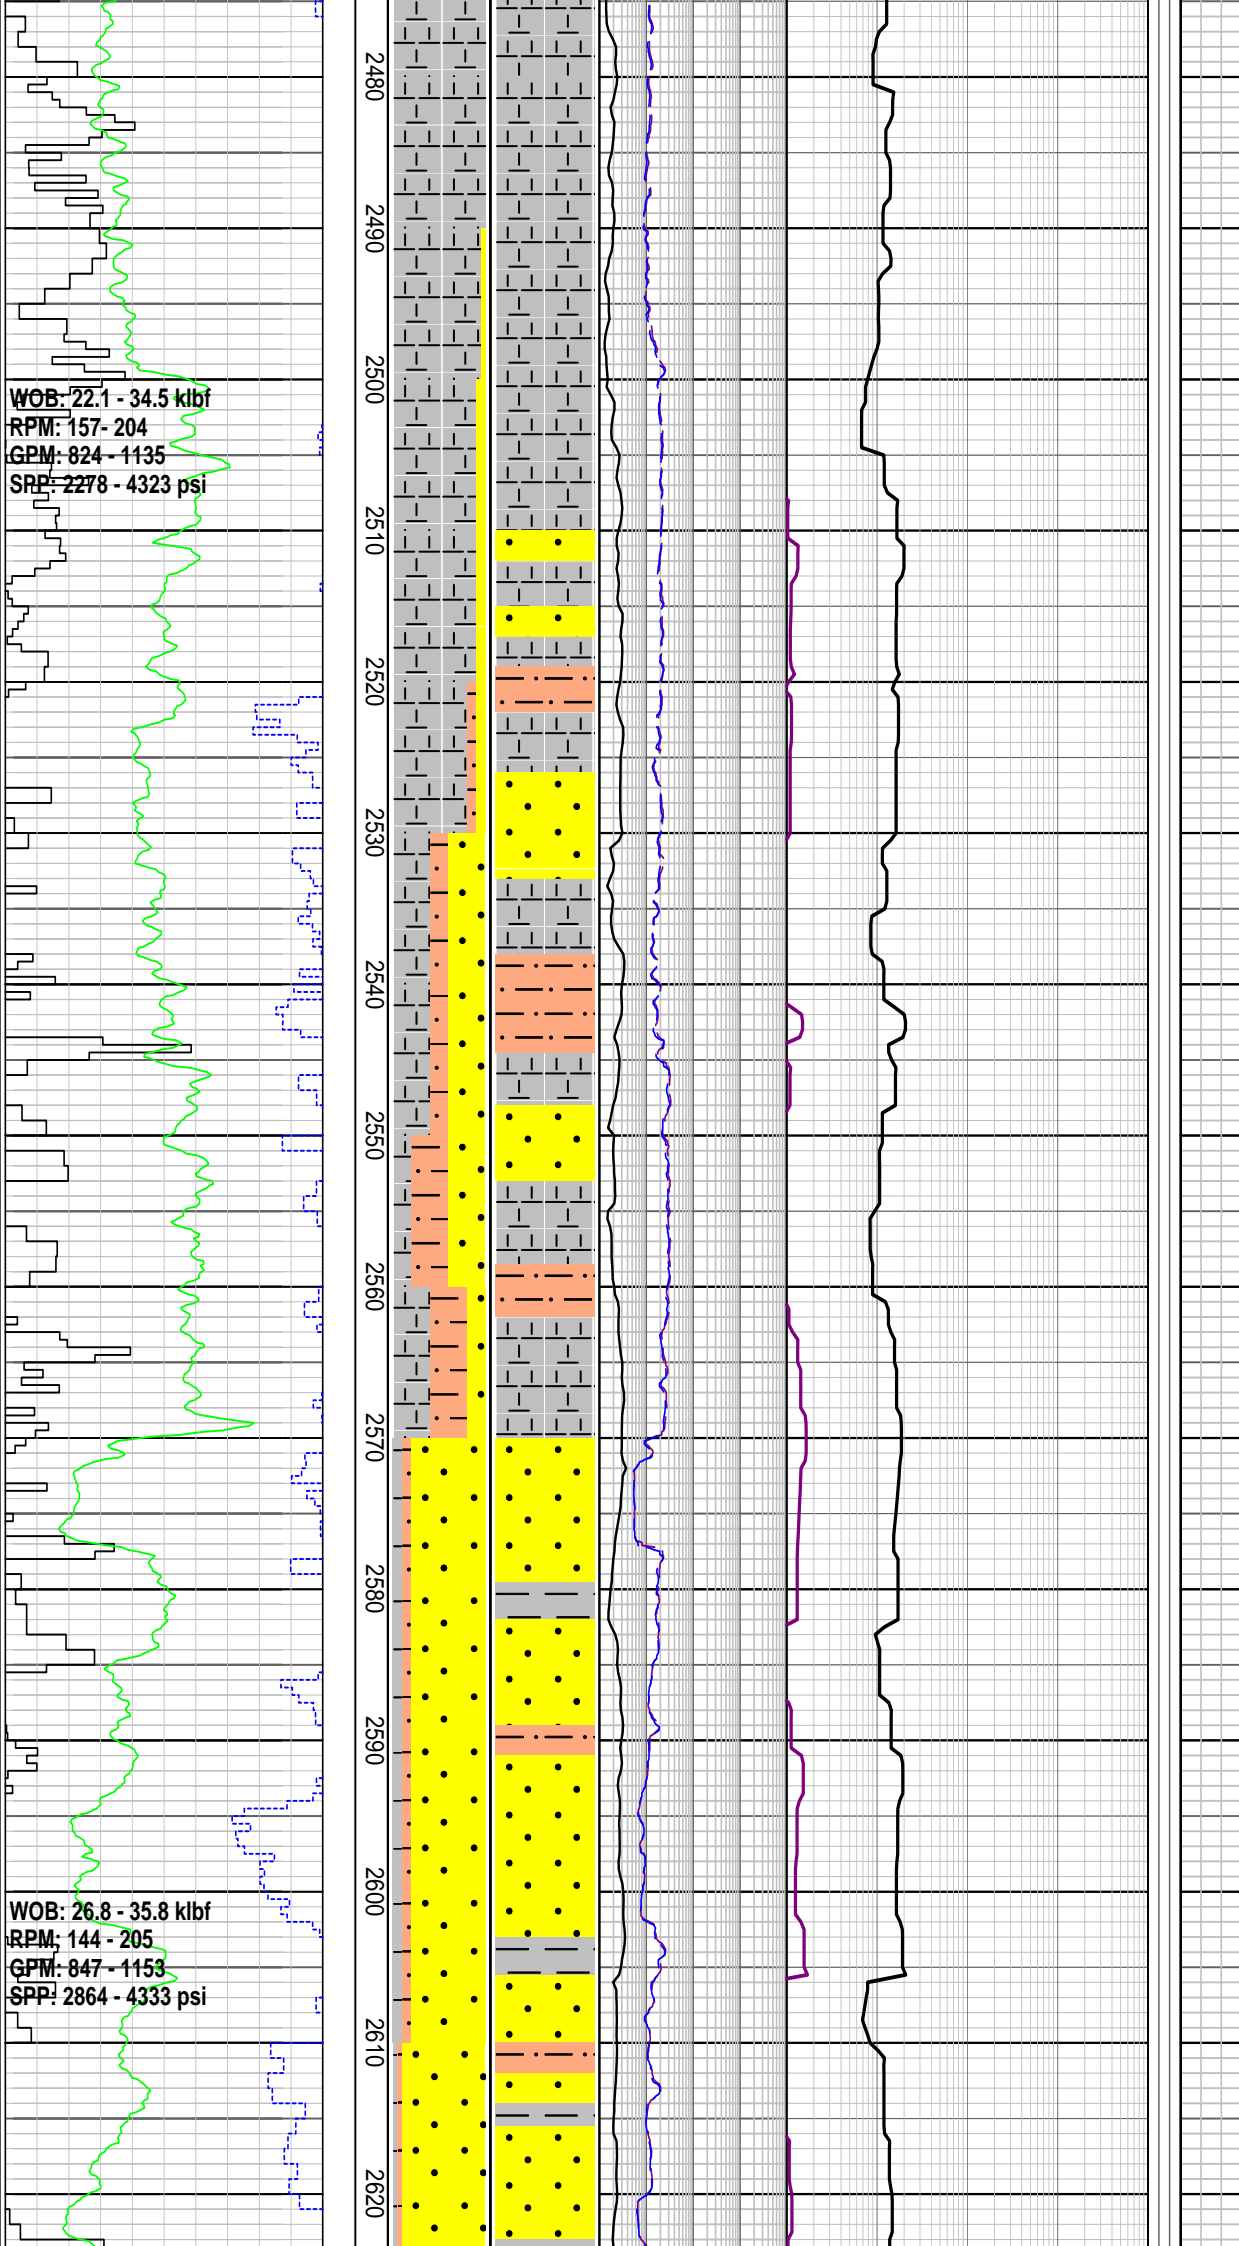 2480
2490
2500
WOB: 22.1 - 34.5 klbf
RPM: 157- 204
GPM: 824 - 1135
SPP: 2278 - 4323 psi
2510
2520
2530
2540
2550
2560
2570
2580
2590
2600
WOB: 26.8 - 35.8 klbf
RPM: 144 - 205
GPM: 847 - 1153
SPP: 2864 - 4333 psi
2610
2620